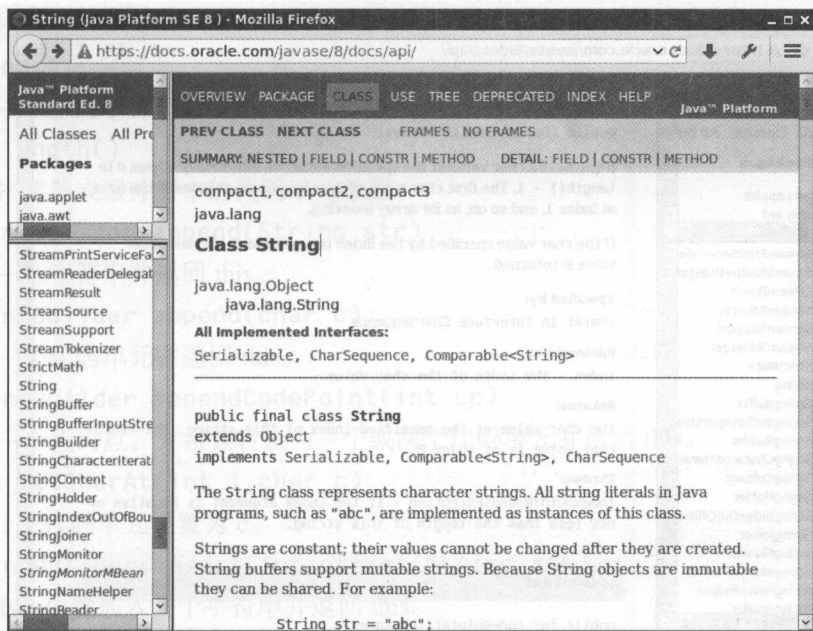 String (Java Platform SE 8 ) - Mozilla Firefox
https://docs.oracle.com/javase/8/docs/api/
Java™ Platform
Standard Ed. 8
All Classes All Pro
Packages
java.applet
java.awt
StreamPrintServiceFa
StreamReaderDelegat
StreamResult
StreamSource
StreamSupport
StreamTokenizer
StrictMath
String
StringBuffer
StringBufferInputStre
StringBuilder
StringCharacterIterati
StringContent
StringHolder
StringIndexOutOfBou
StringJoiner
StringMonitor
StringMonitorMBean
StringNameHelper
StringReader
OVERVIEW PACKAGE CLASS USE TREE DEPRECATED INDEX HELP
Java™ Platform
PREV CLASS NEXT CLASS FRAMES NO FRAMES
SUMMARY: NESTED | FIELD | CONSTR | METHOD DETAIL: FIELD | CONSTR | METHOD
compact1, compact2, compact3
java.lang
Class String
java.lang.Object
java.lang.String
All Implemented Interfaces:
Serializable, CharSequence, Comparable<String>
public final class String
extends Object
implements Serializable, Comparable<String>, CharSequence
The String class represents character strings. All string literals in Java
programs, such as "abc", are implemented as instances of this class.
Strings are constant; their values cannot be changed after they are created.
String buffers support mutable strings. Because String objects are immutable
they can be shared. For example:
String str = "abc";